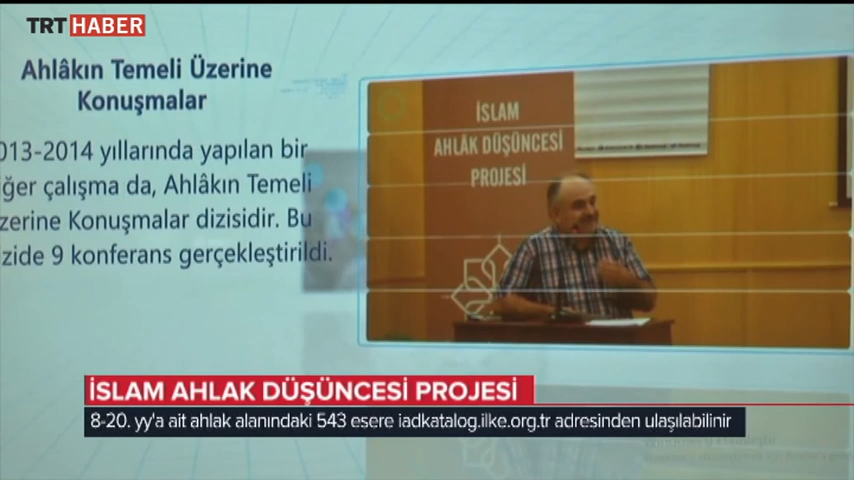 TRT HABER
Ahlâkın Temeli Üzerine
Konuşmalar
013-2014 yıllarında yapılan bir
iğer çalışma da, Ahlâkın Temeli
zerine Konuşmalar dizisidir. Bu
izide 9 konferans gerçekleştirildi.
İSLAM
AHLÂK DÜŞÜNCESİ
PROJESİ
İSLAM AHLAK DÜŞÜNCESİ PROJESİ
8-20. yy'a ait ahlak alanındaki 543 esere iadkatalog.ilke.org.tr adresinden ulaşılabilinir